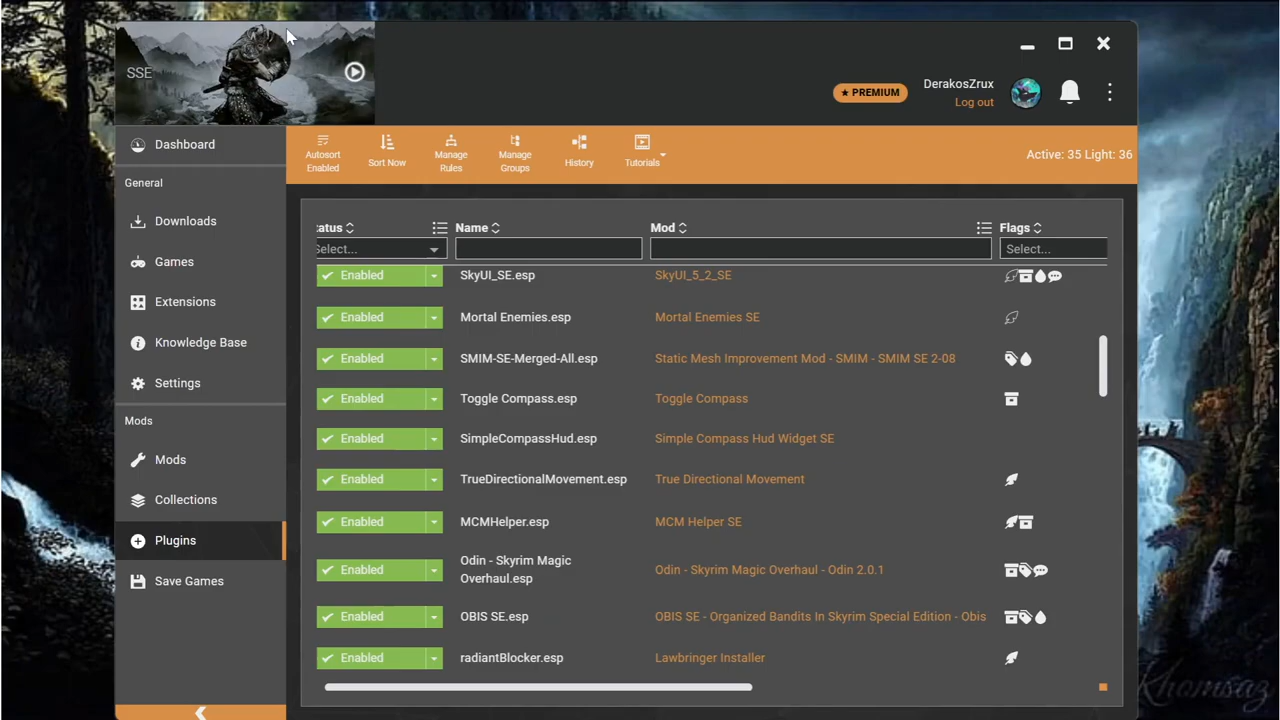 SSE
★ PREMIUM
DerakosZrux
Log out
Dashboard
General
Downloads
Games
Extensions
Knowledge Base
Settings
Mods
Mods
Collections
Plugins
Save Games
Autosort
Enabled
Sort Now
Manage
Rules
Manage
Groups
History
Tutorials
Active: 35 Light: 36
tatus Name Mod Flags
Select... Select...
Enabled SkyUI_SE.esp SkyUI_5_2_SE
Enabled Mortal Enemies.esp Mortal Enemies SE
Enabled SMIM-SE-Merged-All.esp Static Mesh Improvement Mod - SMIM - SMIM SE 2-08
Enabled Toggle Compass.esp Toggle Compass
Enabled SimpleCompassHud.esp Simple Compass Hud Widget SE
Enabled TrueDirectionalMovement.esp True Directional Movement
Enabled MCMHelper.esp MCM Helper SE
Enabled Odin - Skyrim Magic
Overhaul.esp Odin - Skyrim Magic Overhaul - Odin 2.0.1
Enabled OBIS SE.esp OBIS SE - Organized Bandits In Skyrim Special Edition - Obis
Enabled radiantBlocker.esp Lawbringer Installer
Khomsaz